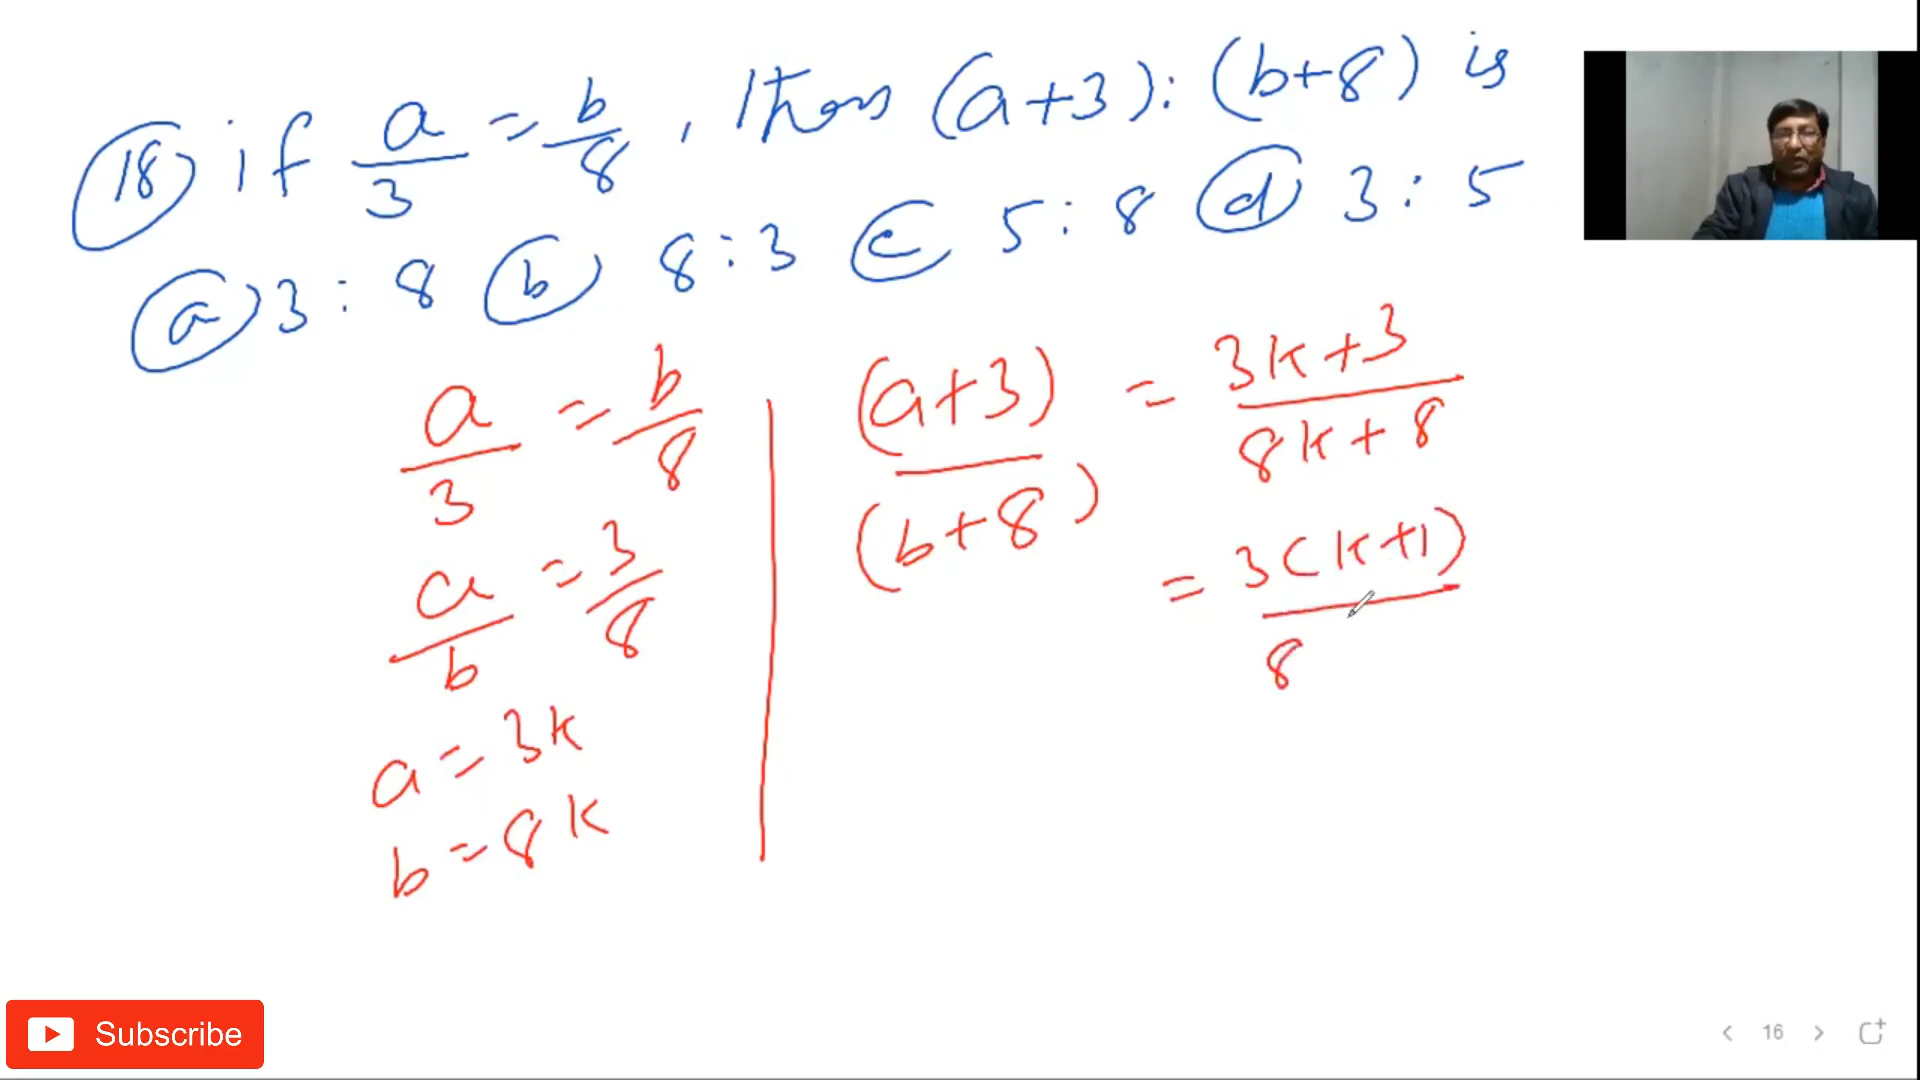 18) if a/3 = b/8 , then (a+3) : (b+8) is
a) 3 : 8 b) 8 : 3 c) 5 : 8 d) 3 : 5
a/3 = b/8
a/b = 3/8
a = 3k
b = 8k
(a+3)/(b+8) = 3k+3/8k+8
= 3(k+1)/8
Subscribe
16